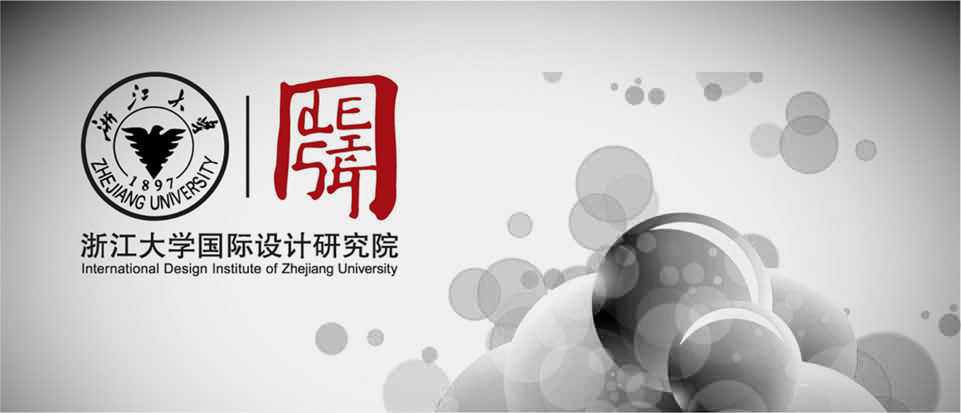 浙江大学
1897
ZHEJIANG UNIVERSITY
dESIGN
浙江大学国际设计研究院
International Design Institute of Zhejiang University